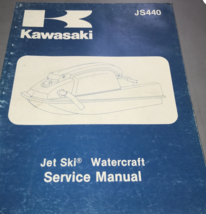 JS440
Kawasaki
Jet Ski® Watercraft
Service Manual